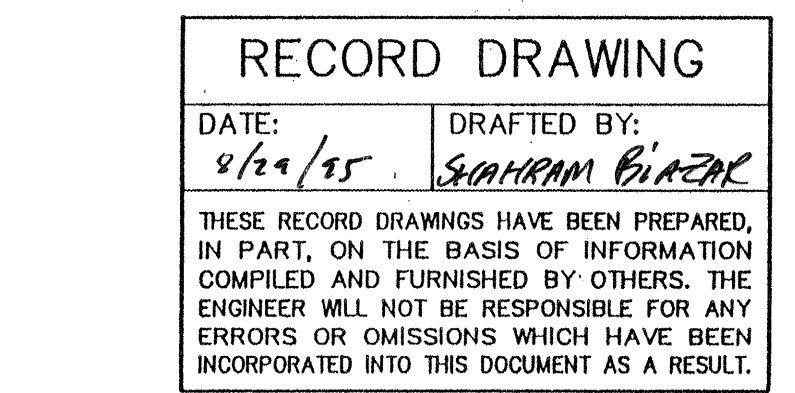 RECORD DRAWING
DATE:
8/29/95
DRAFTED BY:
SHAHRAM BiAZAR
THESE RECORD DRAWINGS HAVE BEEN PREPARED,
IN PART, ON THE BASIS OF INFORMATION
COMPILED AND FURNISHED BY OTHERS. THE
ENGINEER WILL NOT BE RESPONSIBLE FOR ANY
ERRORS OR OMISSIONS WHICH HAVE BEEN
INCORPORATED INTO THIS DOCUMENT AS A RESULT.